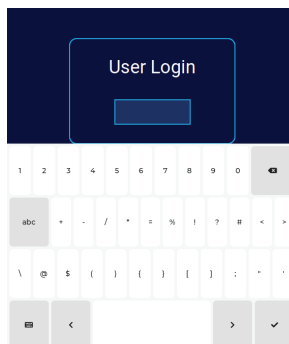 User Login
1 2 3 4 5 6 7 8 9 0
abc + - / * = % ! ? # < >
\ @ $ ( ) { } [ ] ; " '